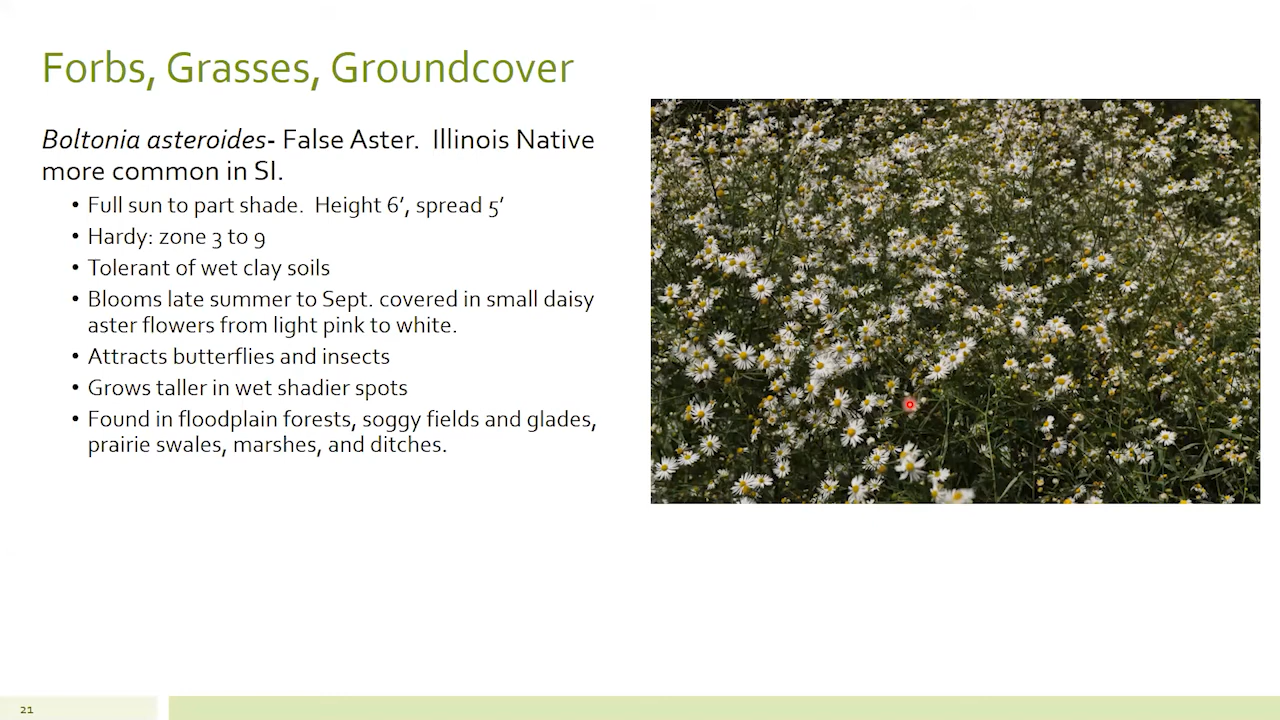 Forbs, Grasses, Groundcover
Boltonia asteroides- False Aster.  Illinois Native
more common in SI.
• Full sun to part shade.  Height 6’, spread 5’
• Hardy: zone 3 to 9
• Tolerant of wet clay soils
• Blooms late summer to Sept. covered in small daisy
aster flowers from light pink to white.
• Attracts butterflies and insects
• Grows taller in wet shadier spots
• Found in floodplain forests, soggy fields and glades,
prairie swales, marshes, and ditches.
21